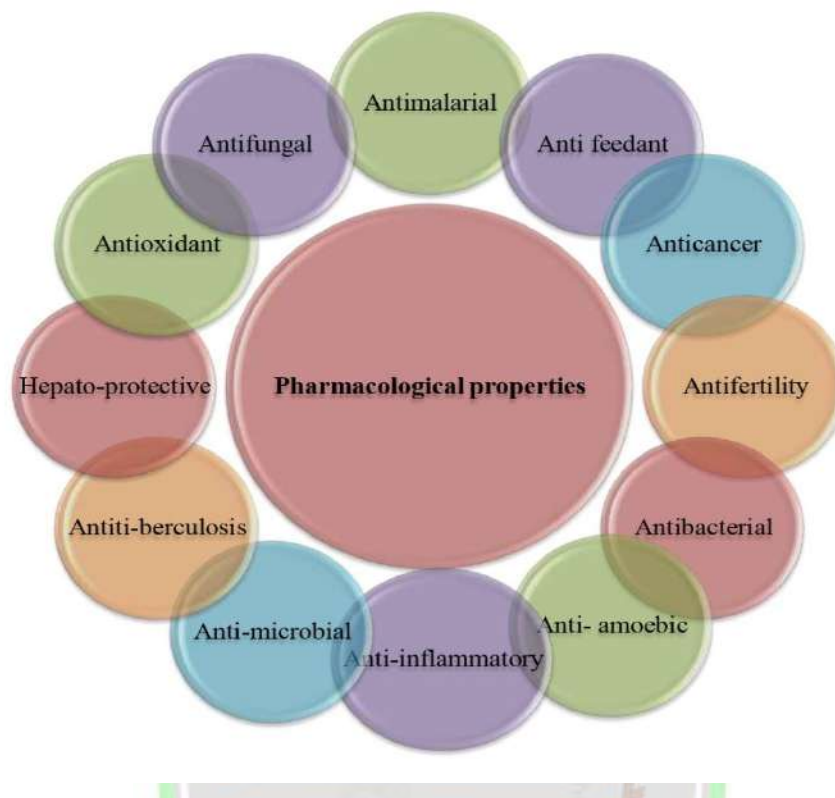 Antimalarial
Antifungal
Anti feedant
Antioxidant
Anticancer
Hepato-protective
Pharmacological properties
Antifertility
Antiti-berculosis
Antibacterial
Anti-microbial
Anti-inflammatory
Anti- amoebic